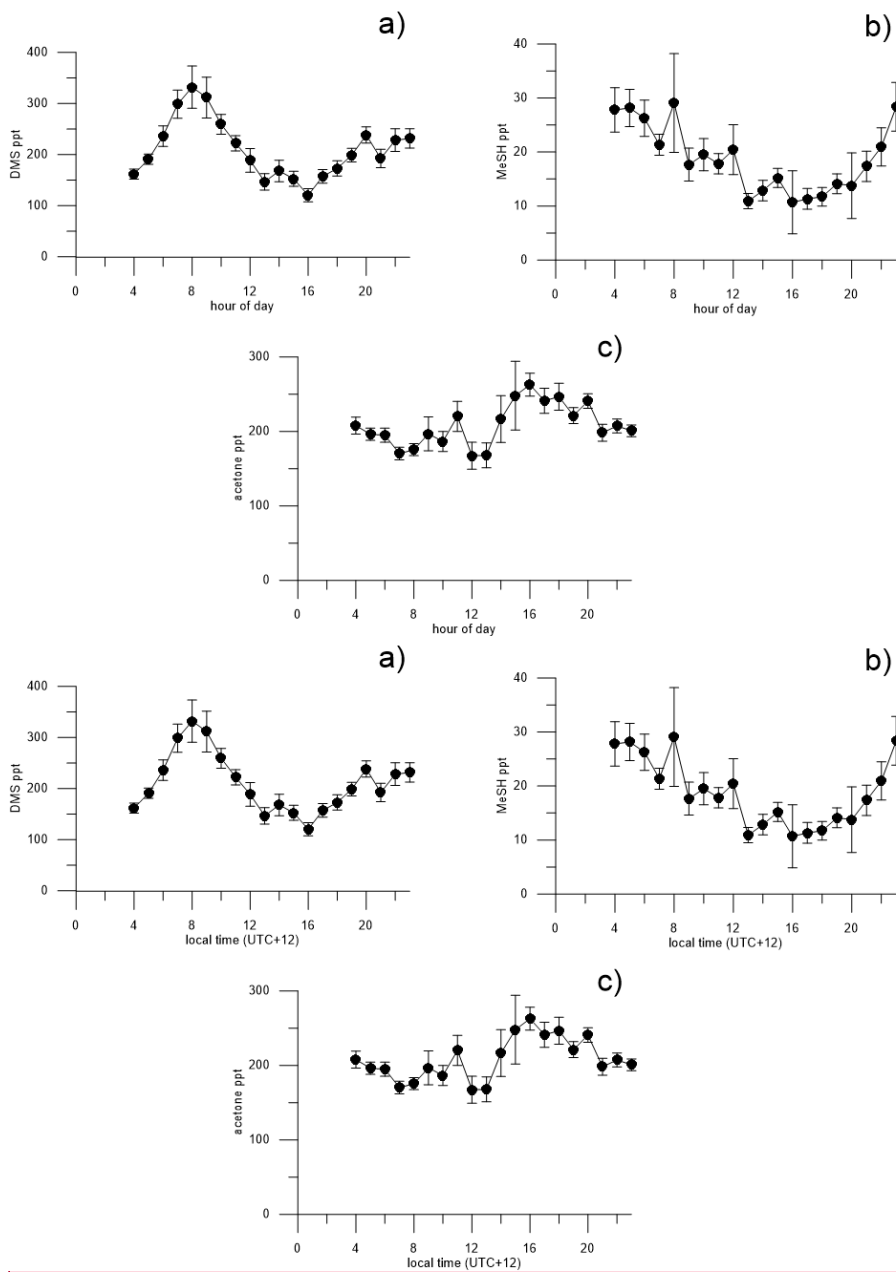 a)
400
300
200
100
0
DMS ppt
0 4 8 12 16 20
hour of day
b)
40
30
20
10
0
MeSH ppt
0 4 8 12 16 20
hour of day
c)
300
200
100
0
acetone ppt
0 4 8 12 16 20
hour of day
a)
400
300
200
100
0
DMS ppt
0 4 8 12 16 20
local time (UTC+12)
b)
40
30
20
10
0
MeSH ppt
0 4 8 12 16 20
local time (UTC+12)
c)
300
200
100
0
acetone ppt
0 4 8 12 16 20
local time (UTC+12)